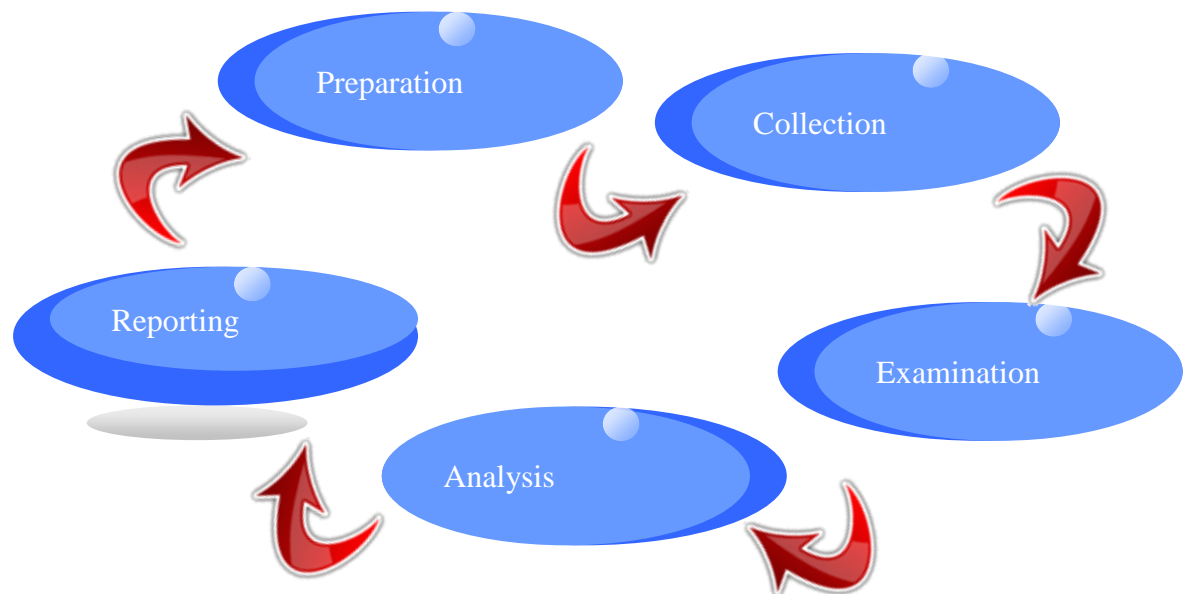 Preparation
Collection
Examination
Analysis
Reporting